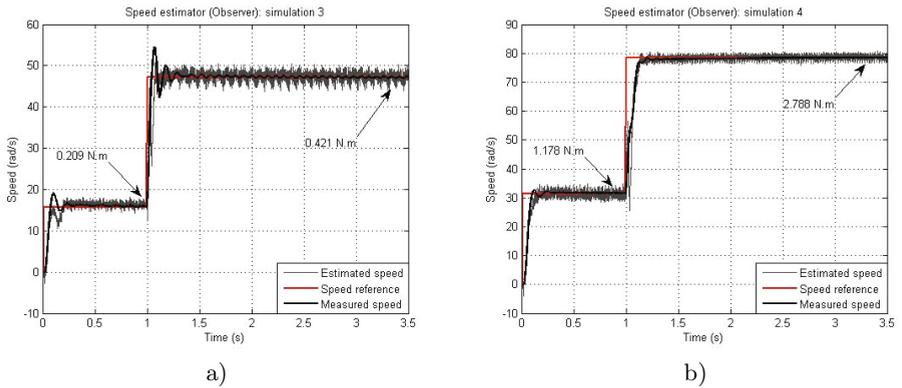 Speed estimator (Observer): simulation 3
60
50
40
30
20
10
0
-10
Speed (rad/s)
0.209 N.m
0.421 N.m
Estimated speed
Speed reference
Measured speed
0 0.5 1 1.5 2 2.5 3 3.5
Time (s)
a)
Speed estimator (Observer): simulation 4
90
80
70
60
50
40
30
20
10
0
-10
Speed (rad/s)
1.178 N.m
2.788 N.m
Estimated speed
Speed reference
Measured speed
0 0.5 1 1.5 2 2.5 3 3.5
Time (s)
b)